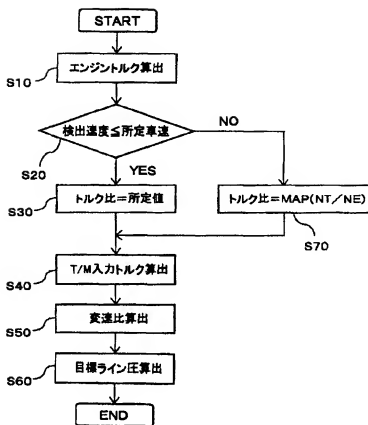 START
S10
エンジントルク算出
検出速度≦所定車速
S20
NO
YES
S30
トルク比=所定値
トルク比=MAP(NT/NE)
S70
S40
T/M入力トルク算出
S50
変速比算出
S60
目標ライン圧算出
END